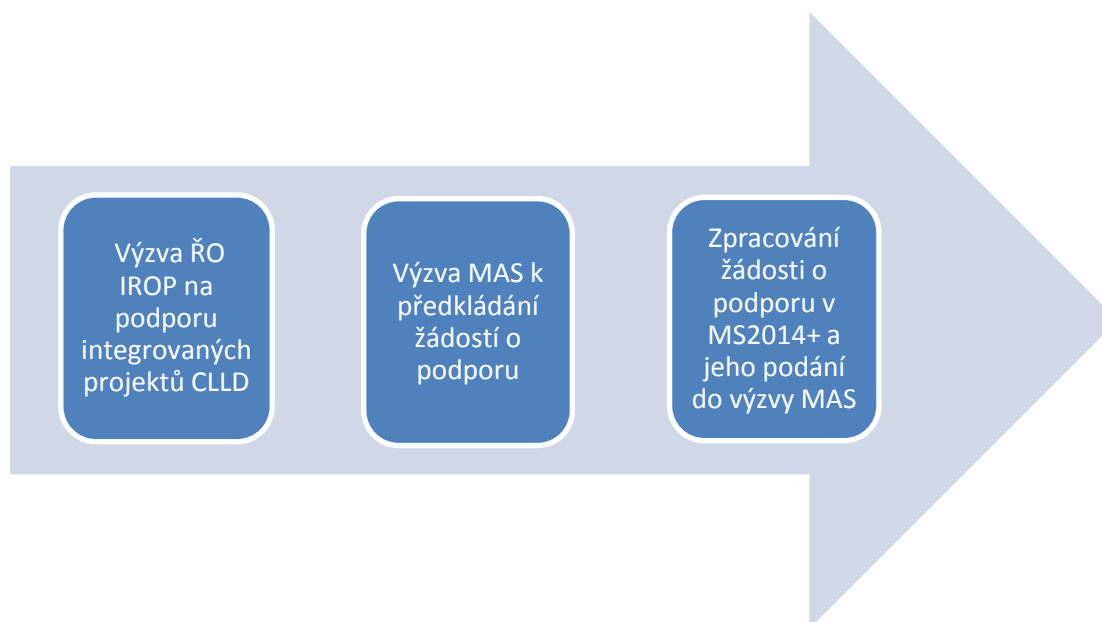 Výzva ŘO
IROP na
podporu
integrovaných
projektů CLLD
Výzva MAS k
předkládání
žádostí o
podporu
Zpracování
žádosti o
podporu v
MS2014+ a
jeho podání
do výzvy MAS